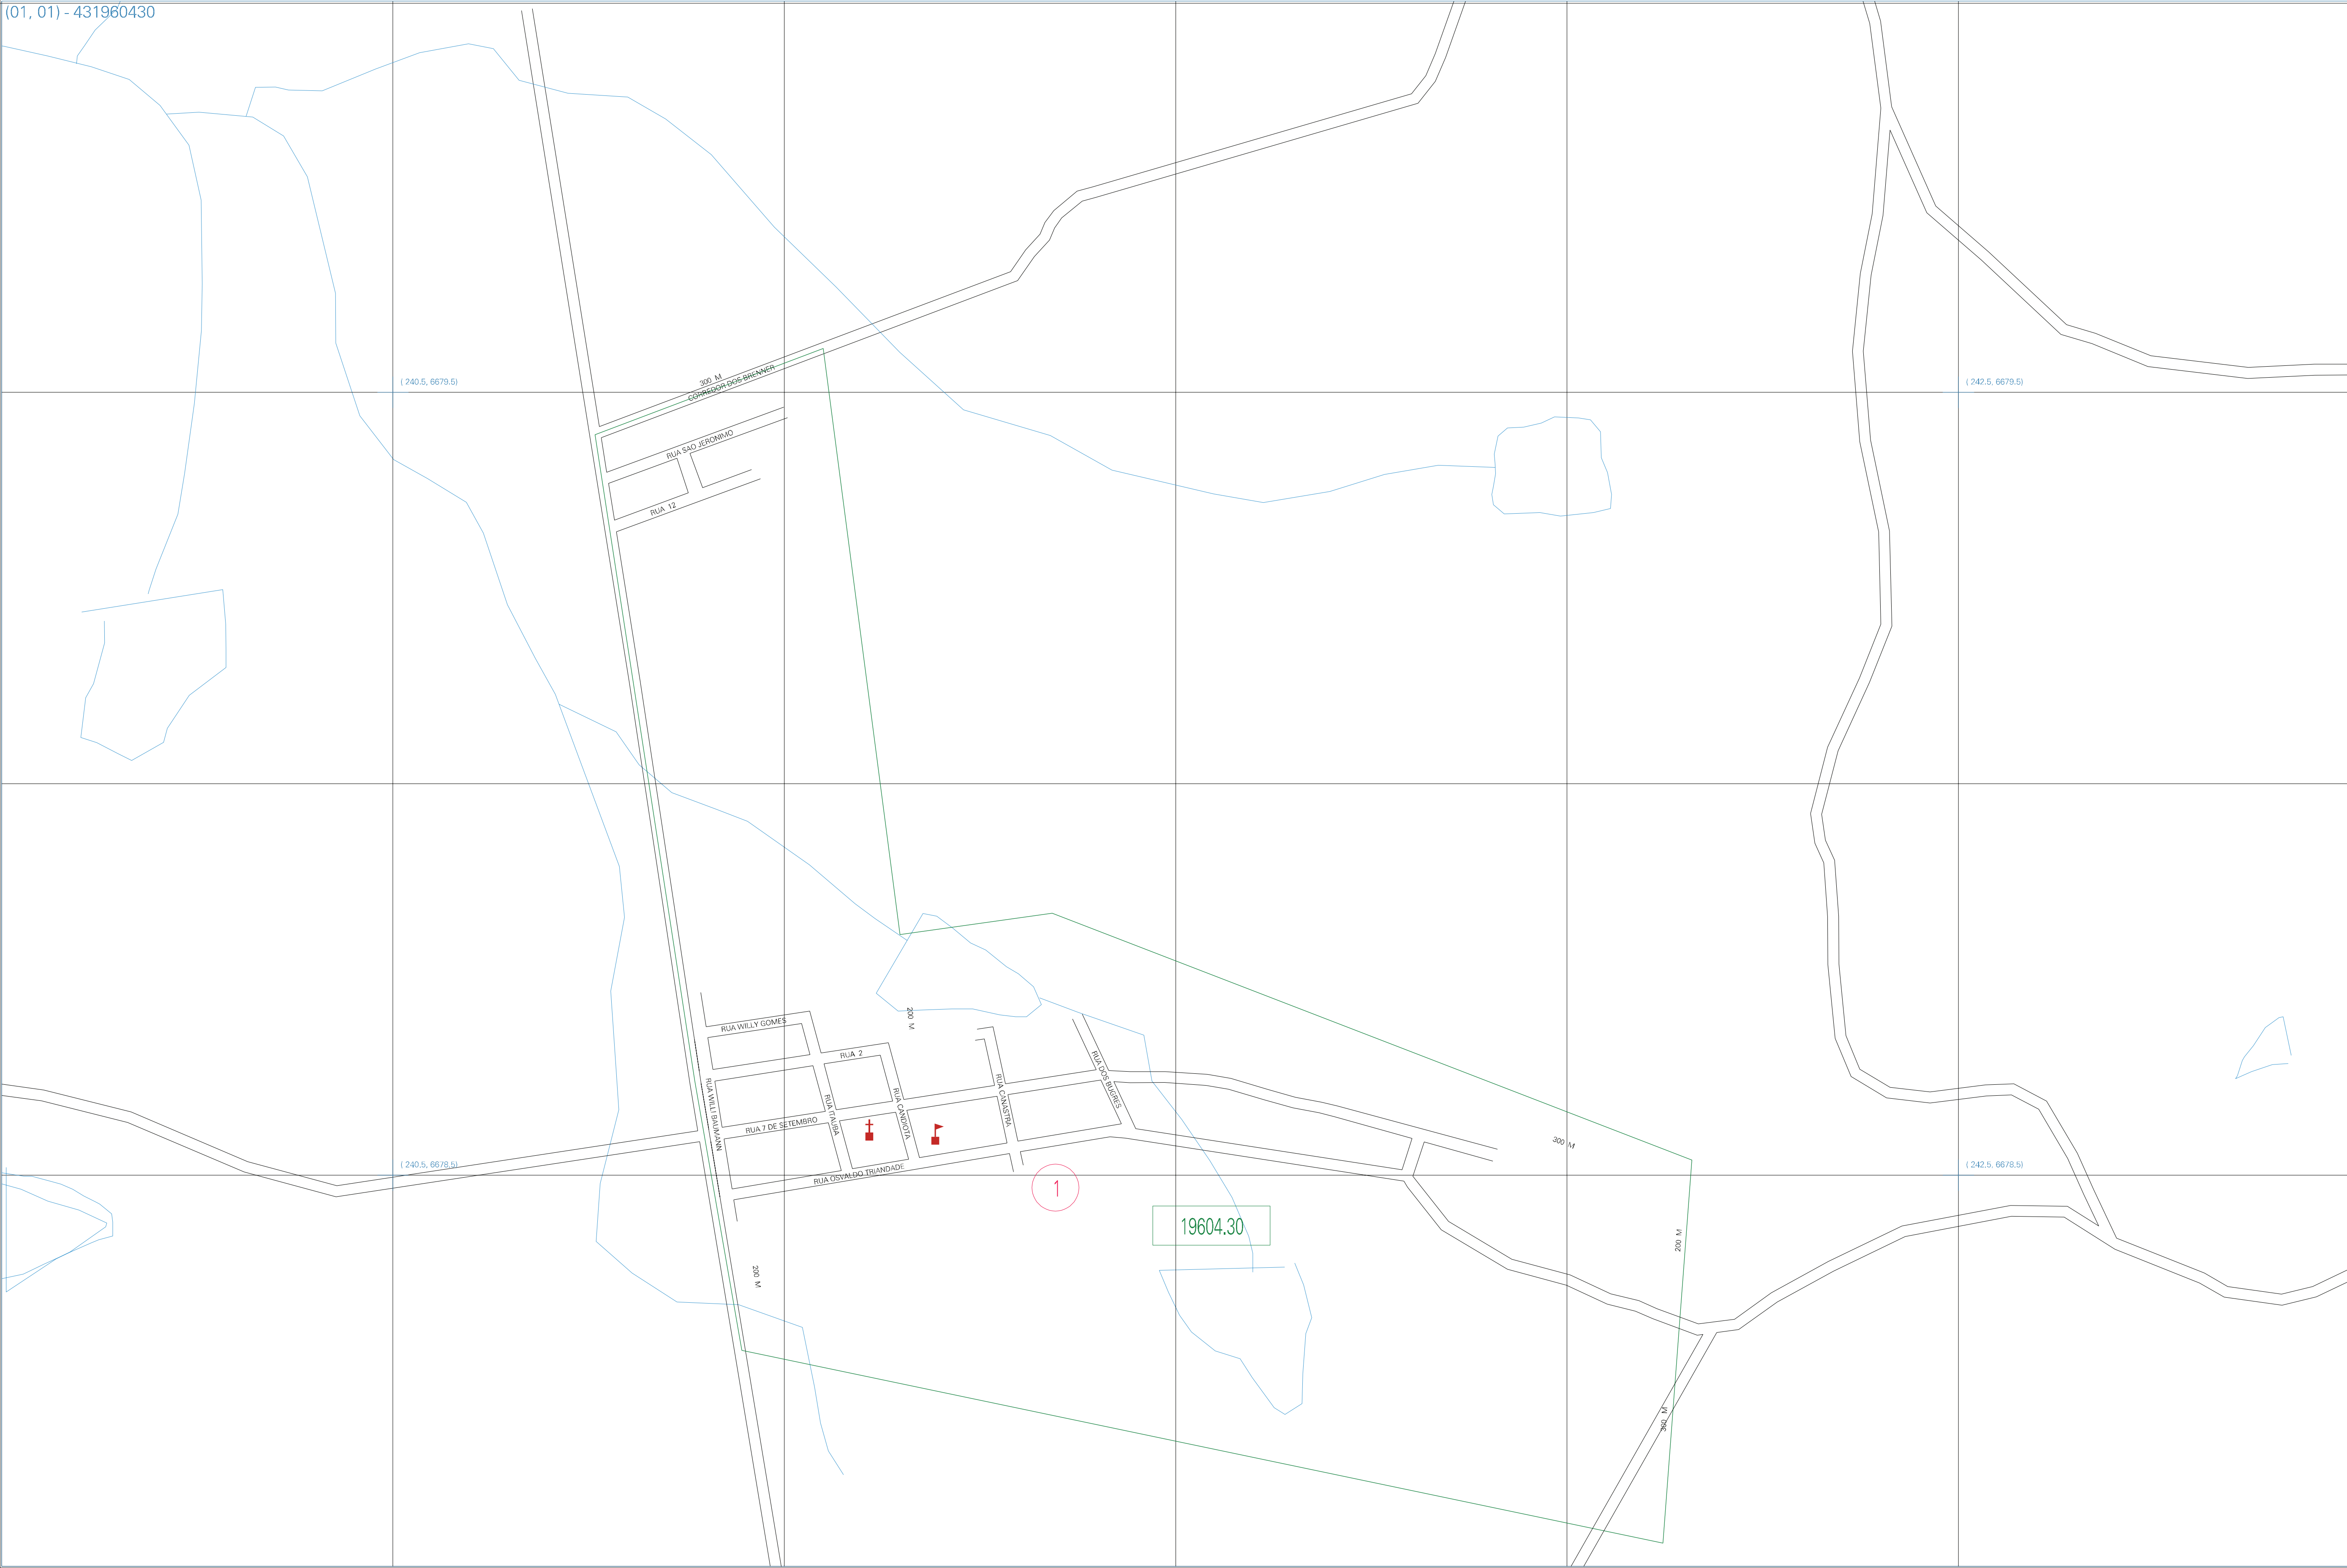 (01, 01) - 431960430
( 240.5, 6679.5)
( 242.5, 6679.5)
300 M
CORREDOR DOS BRENNER
RUA SAO JERONIMO
RUA 12
200 M
RUA WILLY GOMES
RUA 2
RUA DOS BUGRES
RUA WILLI BAUMANN
RUA ITAUBA
RUA CANDIOTA
RUA CANASTRA
RUA 7 DE SETEMBRO
300 M
( 240.5, 6678.5)
RUA OSVALDO TRIANDADE
( 242.5, 6678.5)
1
19604.30
200 M
200 M
300 M